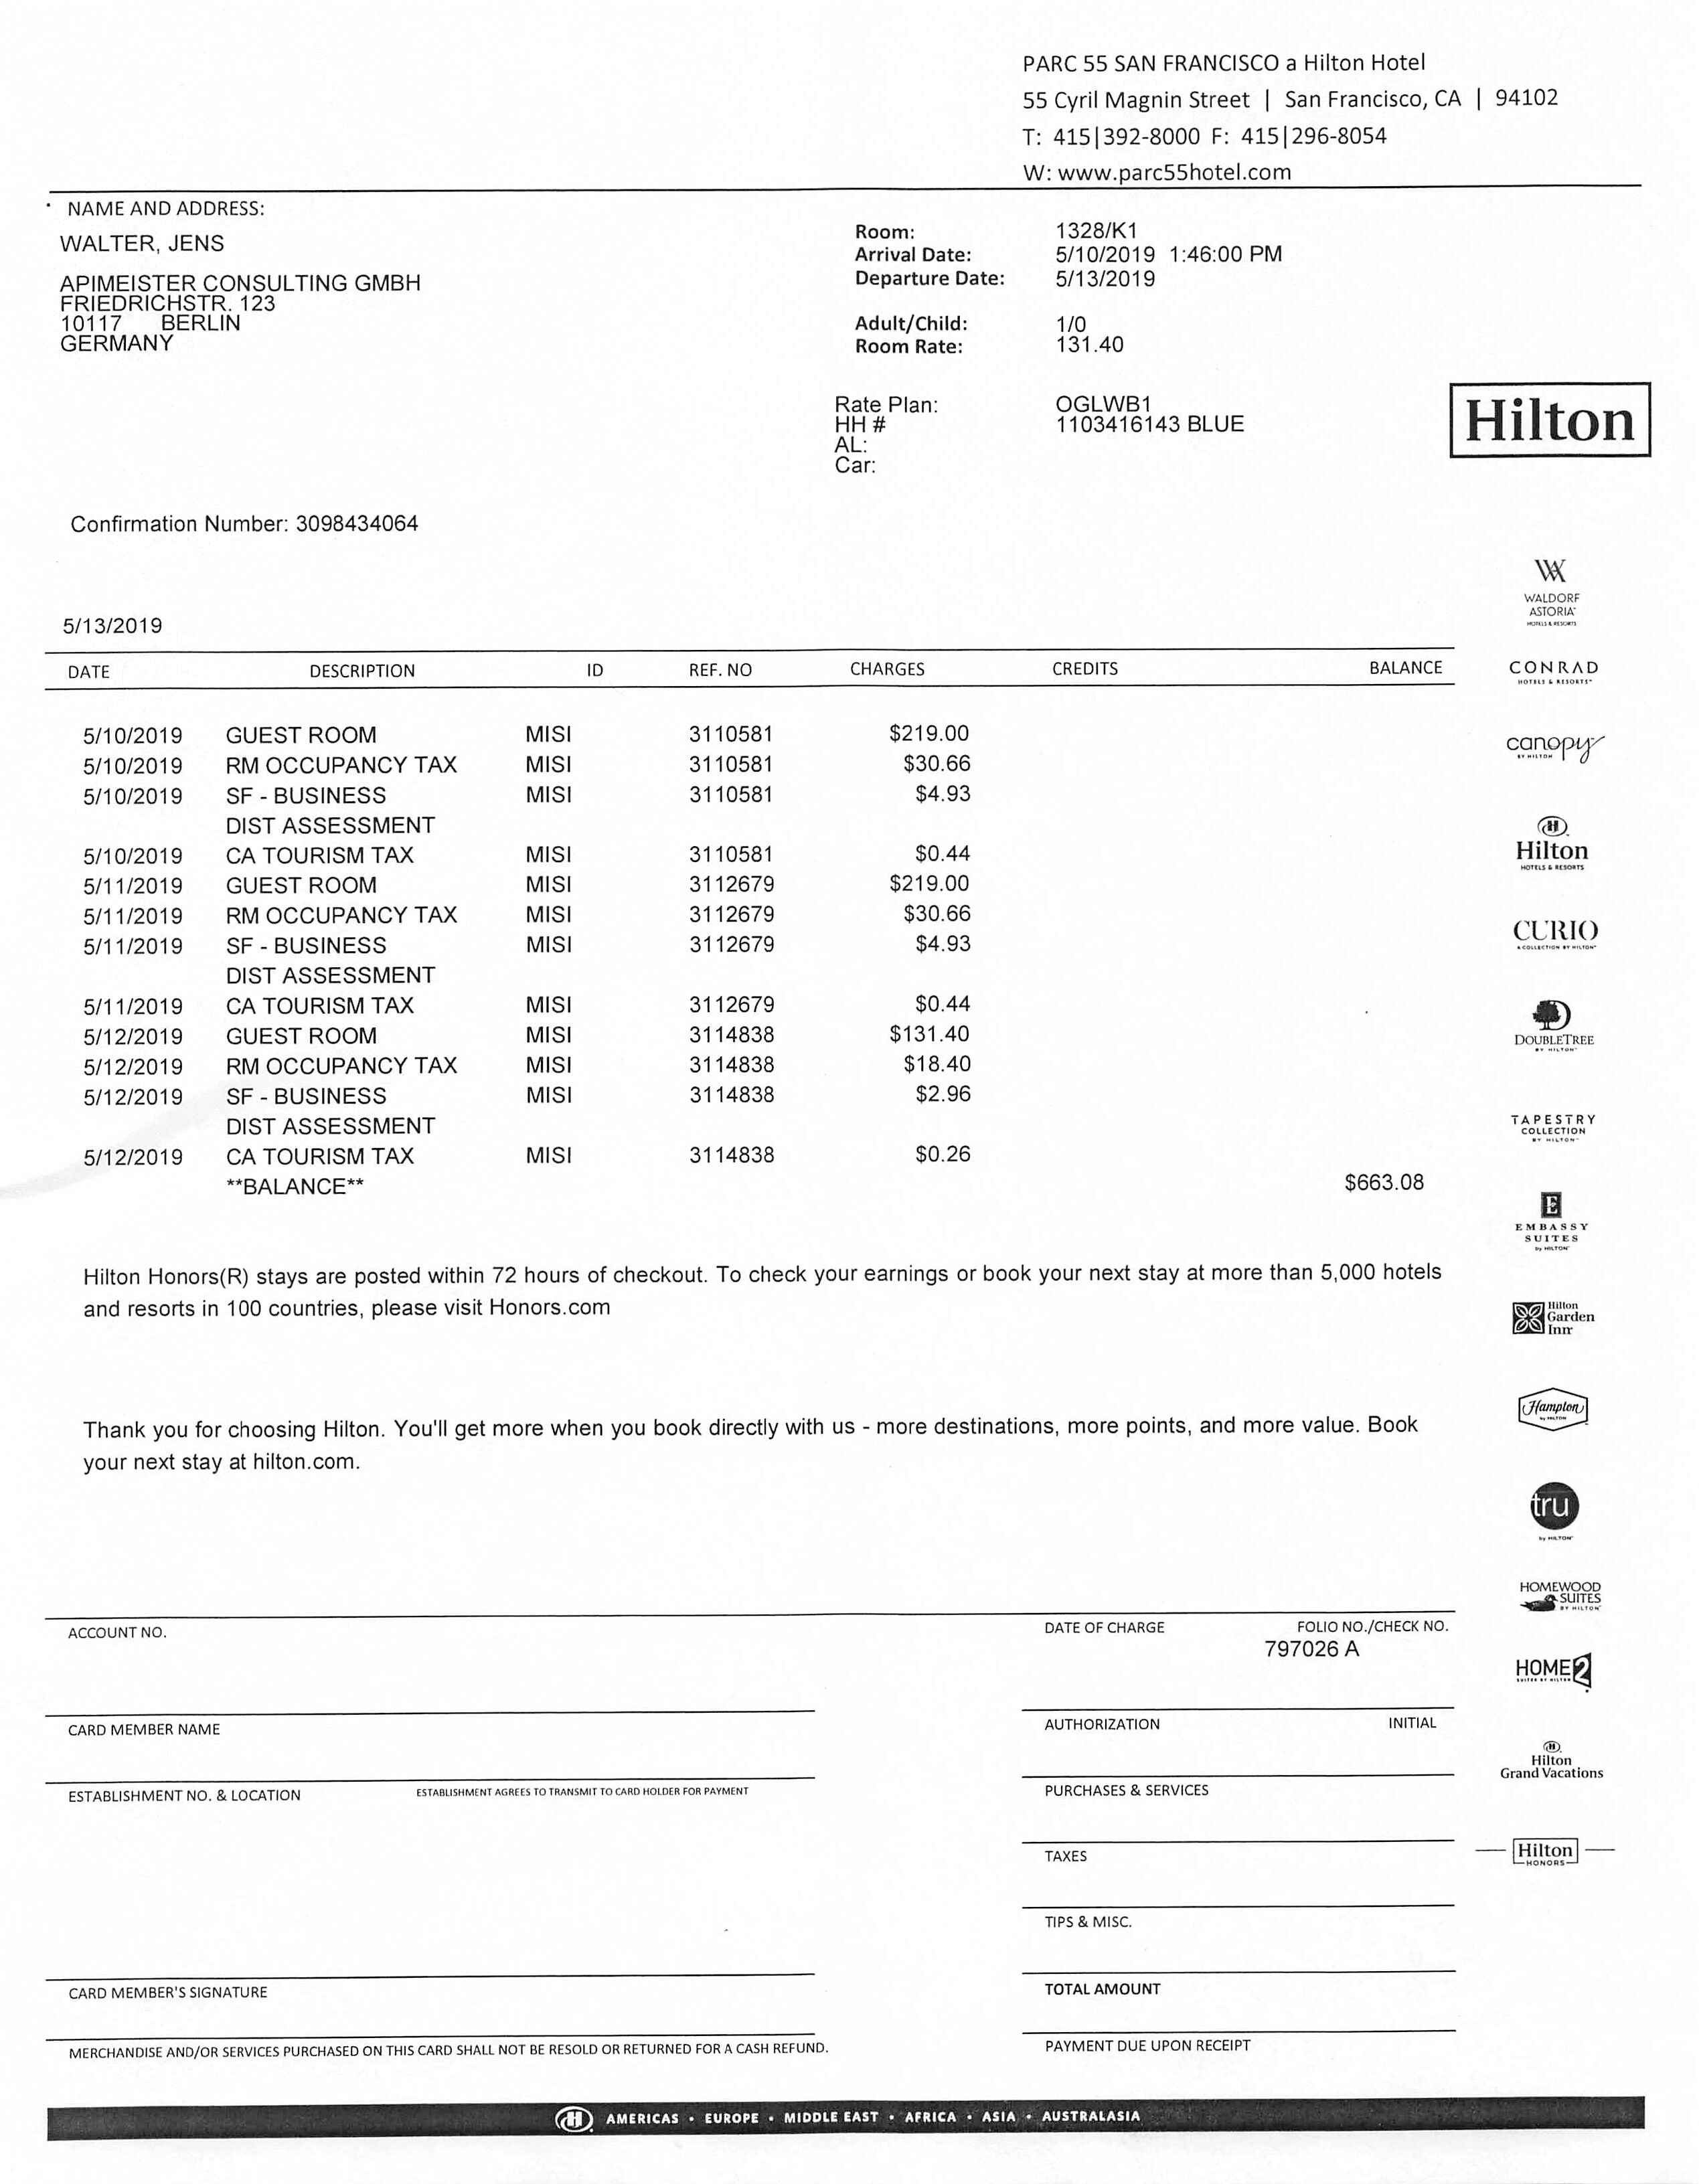 PARC 55 SAN FRANCISCO a Hilton Hotel
55 Cyril Magnin Street | San Francisco, CA | 94102
T: 415|392-8000 F: 415|296-8054
W: www.parc55hotel.com
NAME AND ADDRESS:
WALTER, JENS
APIMEISTER CONSULTING GMBH
FRIEDRICHSTR. 123
10117 BERLIN
GERMANY
Room: 1328/K1
Arrival Date: 5/10/2019 1:46:00 PM
Departure Date: 5/13/2019
Adult/Child: 1/0
Room Rate: 131.40
Rate Plan: OGLWB1
HH # 1103416143 BLUE
AL:
Car:
Hilton
Confirmation Number: 3098434064
5/13/2019
DATE DESCRIPTION ID REF. NO CHARGES CREDITS BALANCE
5/10/2019 GUEST ROOM MISI 3110581 $219.00
5/10/2019 RM OCCUPANCY TAX MISI 3110581 $30.66
5/10/2019 SF - BUSINESS MISI 3110581 $4.93
DIST ASSESSMENT
5/10/2019 CA TOURISM TAX MISI 3110581 $0.44
5/11/2019 GUEST ROOM MISI 3112679 $219.00
5/11/2019 RM OCCUPANCY TAX MISI 3112679 $30.66
5/11/2019 SF - BUSINESS MISI 3112679 $4.93
DIST ASSESSMENT
5/11/2019 CA TOURISM TAX MISI 3112679 $0.44
5/12/2019 GUEST ROOM MISI 3114838 $131.40
5/12/2019 RM OCCUPANCY TAX MISI 3114838 $18.40
5/12/2019 SF - BUSINESS MISI 3114838 $2.96
DIST ASSESSMENT
5/12/2019 CA TOURISM TAX MISI 3114838 $0.26
**BALANCE** $663.08
Hilton Honors(R) stays are posted within 72 hours of checkout. To check your earnings or book your next stay at more than 5,000 hotels
and resorts in 100 countries, please visit Honors.com
Thank you for choosing Hilton. You'll get more when you book directly with us - more destinations, more points, and more value. Book
your next stay at hilton.com.
WALDORF
ASTORIA
HOTELS & RESORTS
CONRAD
HOTELS & RESORTS
canopy
BY HILTON
Hilton
HOTELS & RESORTS
CURIO
A COLLECTION BY HILTON
DOUBLETREE
BY HILTON
TAPESTRY
COLLECTION
BY HILTON
E
EMBASSY
SUITES
by HILTON
Hilton
Garden
Inn
Hampton
by HILTON
tru
by HILTON
HOMEWOOD
SUITES
BY HILTON
HOME2
SUITES BY HILTON
Hilton
Grand Vacations
Hilton
HONORS
ACCOUNT NO.
DATE OF CHARGE FOLIO NO./CHECK NO.
797026 A
CARD MEMBER NAME
AUTHORIZATION INITIAL
ESTABLISHMENT NO. & LOCATION ESTABLISHMENT AGREES TO TRANSMIT TO CARD HOLDER FOR PAYMENT
PURCHASES & SERVICES
TAXES
TIPS & MISC.
CARD MEMBER'S SIGNATURE
TOTAL AMOUNT
MERCHANDISE AND/OR SERVICES PURCHASED ON THIS CARD SHALL NOT BE RESOLD OR RETURNED FOR A CASH REFUND.
PAYMENT DUE UPON RECEIPT
H AMERICAS • EUROPE • MIDDLE EAST • AFRICA • ASIA • AUSTRALASIA